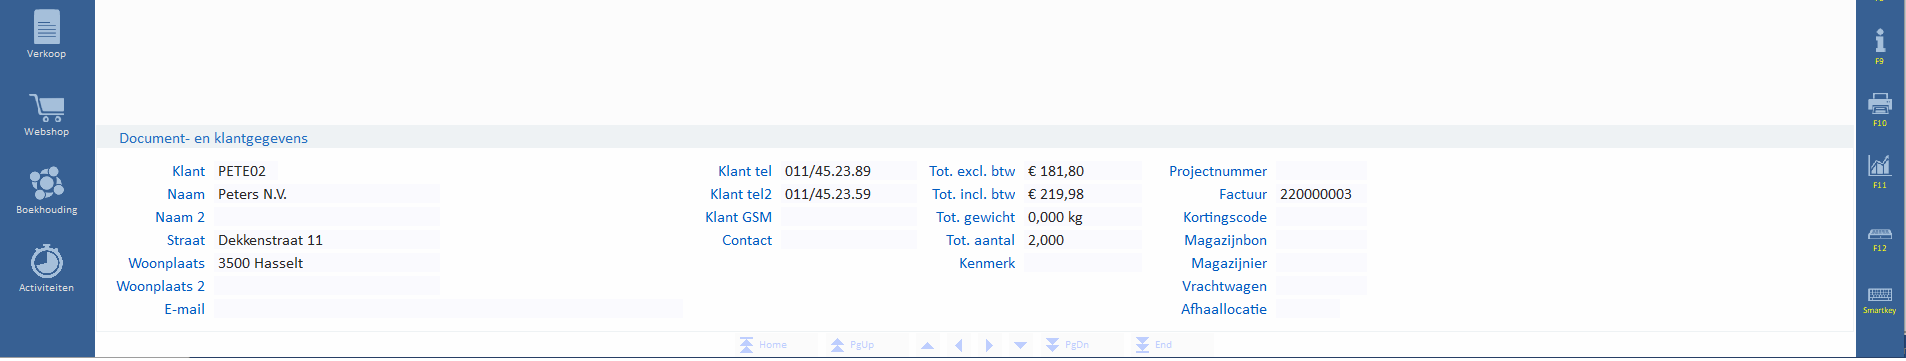 Verkoop
Webshop
Boekhouding
Activiteiten
Document- en klantgegevens
Klant PETE02
Naam Peters N.V.
Naam 2
Straat Dekkenstraat 11
Woonplaats 3500 Hasselt
Woonplaats 2
E-mail
Klant tel 011/45.23.89
Klant tel2 011/45.23.59
Klant GSM
Contact
Tot. excl. btw € 181,80
Tot. incl. btw € 219,98
Tot. gewicht 0,000 kg
Tot. aantal 2,000
Kenmerk
Projectnummer
Factuur 220000003
Kortingscode
Magazijnbon
Magazijnier
Vrachtwagen
Afhaallocatie
Home PgUp PgDn End
F9
F10
F11
F12
Smartkey